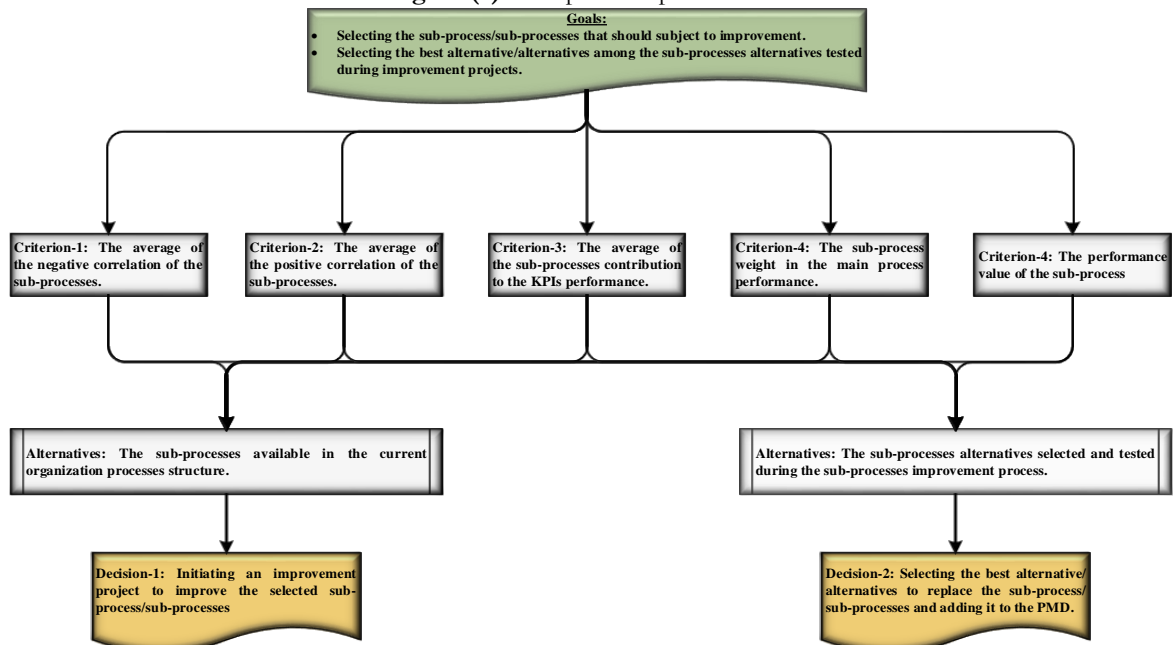 Goals:
• Selecting the sub-process/sub-processes that should subject to improvement.
• Selecting the best alternative/alternatives among the sub-processes alternatives tested
during improvement projects.
Criterion-1: The average of
the negative correlation of the
sub-processes.
Criterion-2: The average of
the positive correlation of the
sub-processes.
Criterion-3: The average of
the sub-processes contribution
to the KPIs performance.
Criterion-4: The sub-process
weight in the main process
performance.
Criterion-4: The performance
value of the sub-process
Alternatives: The sub-processes available in the current
organization processes structure.
Alternatives: The sub-processes alternatives selected and tested
during the sub-processes improvement process.
Decision-1: Initiating an improvement
project to improve the selected sub-
process/sub-processes
Decision-2: Selecting the best alternative/
alternatives to replace the sub-process/
sub-processes and adding it to the PMD.